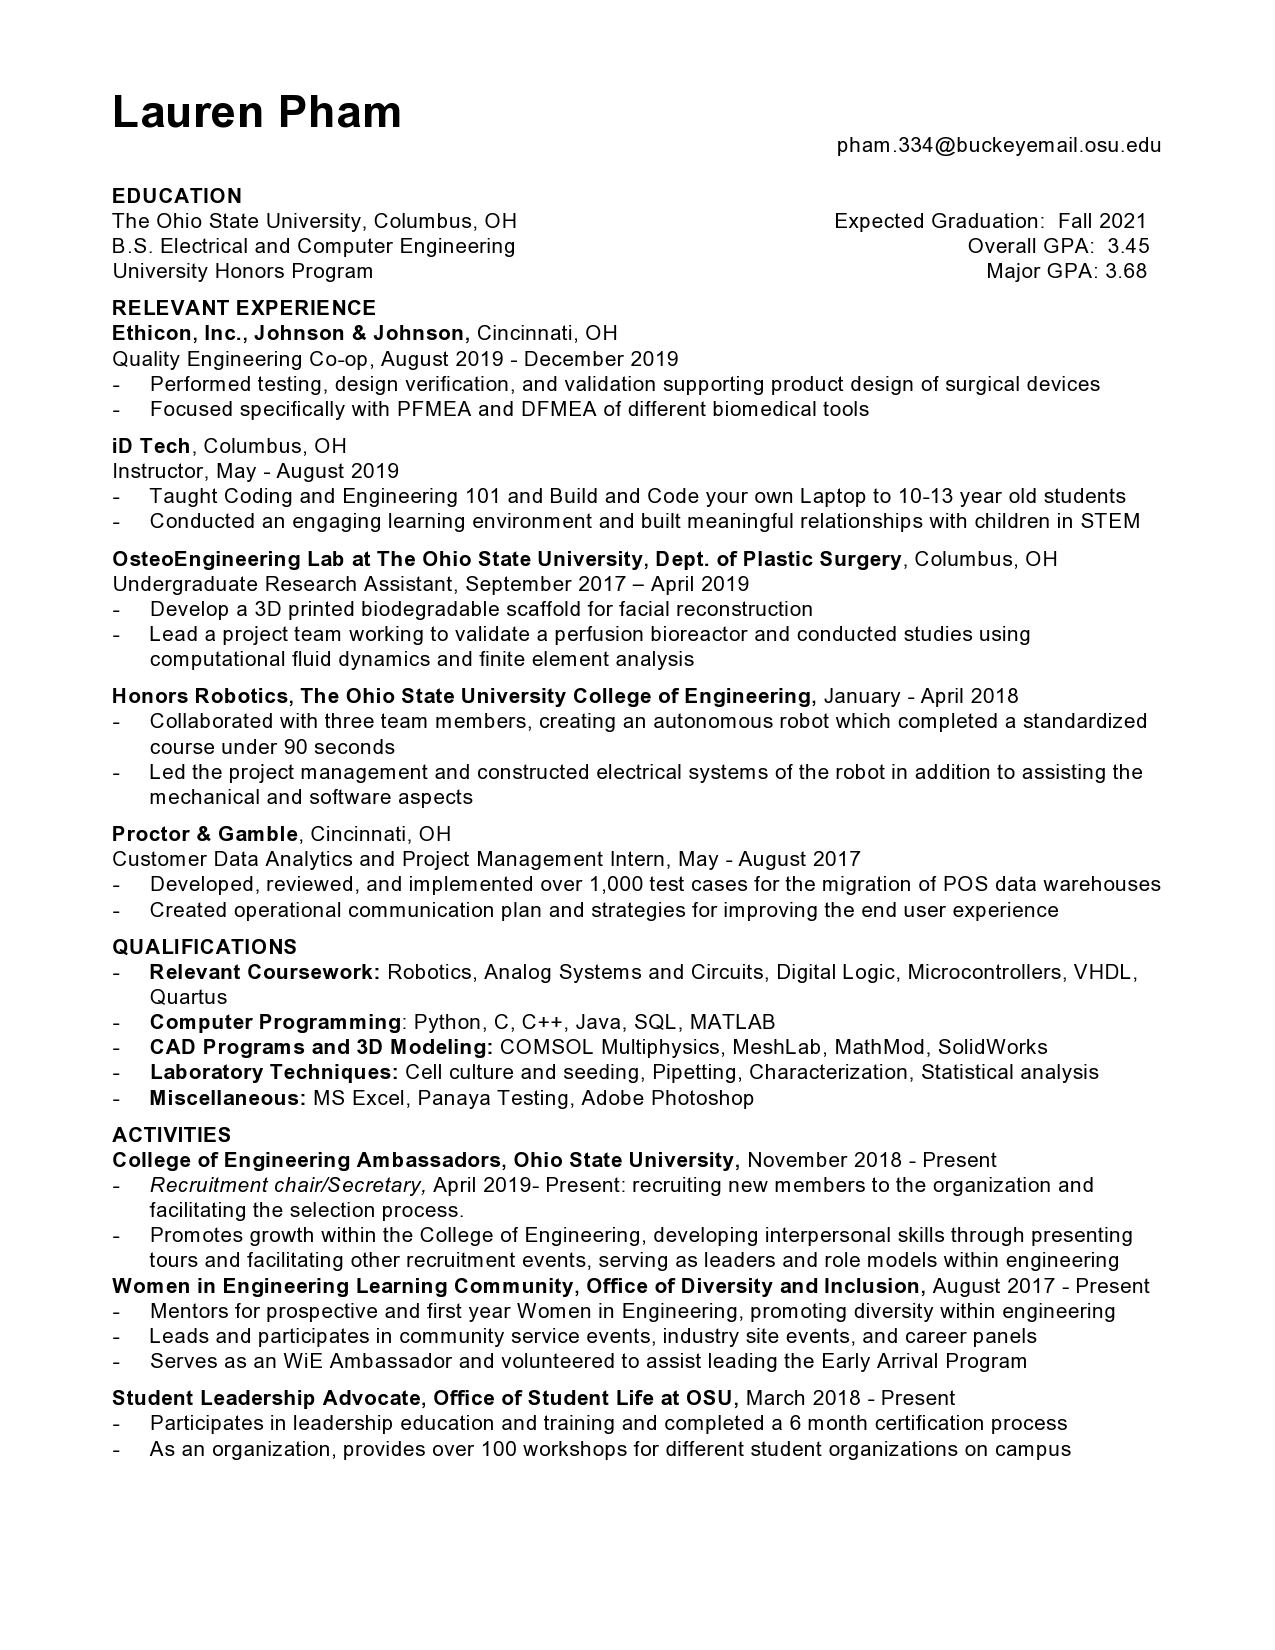 Lauren Pham
pham.334@buckeyemail.osu.edu
EDUCATION
The Ohio State University, Columbus, OH Expected Graduation: Fall 2021
B.S. Electrical and Computer Engineering Overall GPA: 3.45
University Honors Program Major GPA: 3.68
RELEVANT EXPERIENCE
Ethicon, Inc., Johnson & Johnson, Cincinnati, OH
Quality Engineering Co-op, August 2019 - December 2019
- Performed testing, design verification, and validation supporting product design of surgical devices
- Focused specifically with PFMEA and DFMEA of different biomedical tools
iD Tech, Columbus, OH
Instructor, May - August 2019
- Taught Coding and Engineering 101 and Build and Code your own Laptop to 10-13 year old students
- Conducted an engaging learning environment and built meaningful relationships with children in STEM
OsteoEngineering Lab at The Ohio State University, Dept. of Plastic Surgery, Columbus, OH
Undergraduate Research Assistant, September 2017 – April 2019
- Develop a 3D printed biodegradable scaffold for facial reconstruction
- Lead a project team working to validate a perfusion bioreactor and conducted studies using
computational fluid dynamics and finite element analysis
Honors Robotics, The Ohio State University College of Engineering, January - April 2018
- Collaborated with three team members, creating an autonomous robot which completed a standardized
course under 90 seconds
- Led the project management and constructed electrical systems of the robot in addition to assisting the
mechanical and software aspects
Proctor & Gamble, Cincinnati, OH
Customer Data Analytics and Project Management Intern, May - August 2017
- Developed, reviewed, and implemented over 1,000 test cases for the migration of POS data warehouses
- Created operational communication plan and strategies for improving the end user experience
QUALIFICATIONS
- Relevant Coursework: Robotics, Analog Systems and Circuits, Digital Logic, Microcontrollers, VHDL,
Quartus
- Computer Programming: Python, C, C++, Java, SQL, MATLAB
- CAD Programs and 3D Modeling: COMSOL Multiphysics, MeshLab, MathMod, SolidWorks
- Laboratory Techniques: Cell culture and seeding, Pipetting, Characterization, Statistical analysis
- Miscellaneous: MS Excel, Panaya Testing, Adobe Photoshop
ACTIVITIES
College of Engineering Ambassadors, Ohio State University, November 2018 - Present
- Recruitment chair/Secretary, April 2019- Present: recruiting new members to the organization and
facilitating the selection process.
- Promotes growth within the College of Engineering, developing interpersonal skills through presenting
tours and facilitating other recruitment events, serving as leaders and role models within engineering
Women in Engineering Learning Community, Office of Diversity and Inclusion, August 2017 - Present
- Mentors for prospective and first year Women in Engineering, promoting diversity within engineering
- Leads and participates in community service events, industry site events, and career panels
- Serves as an WiE Ambassador and volunteered to assist leading the Early Arrival Program
Student Leadership Advocate, Office of Student Life at OSU, March 2018 - Present
- Participates in leadership education and training and completed a 6 month certification process
- As an organization, provides over 100 workshops for different student organizations on campus